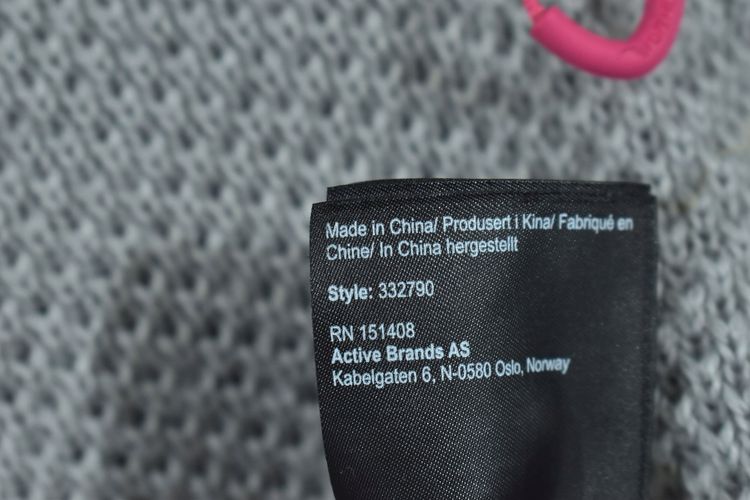 Made in China/ Produsert i Kina/ Fabriqué en
Chine/ In China hergestellt
Style: 332790
RN 151408
Active Brands AS
Kabelgaten 6, N-0580 Oslo, Norway